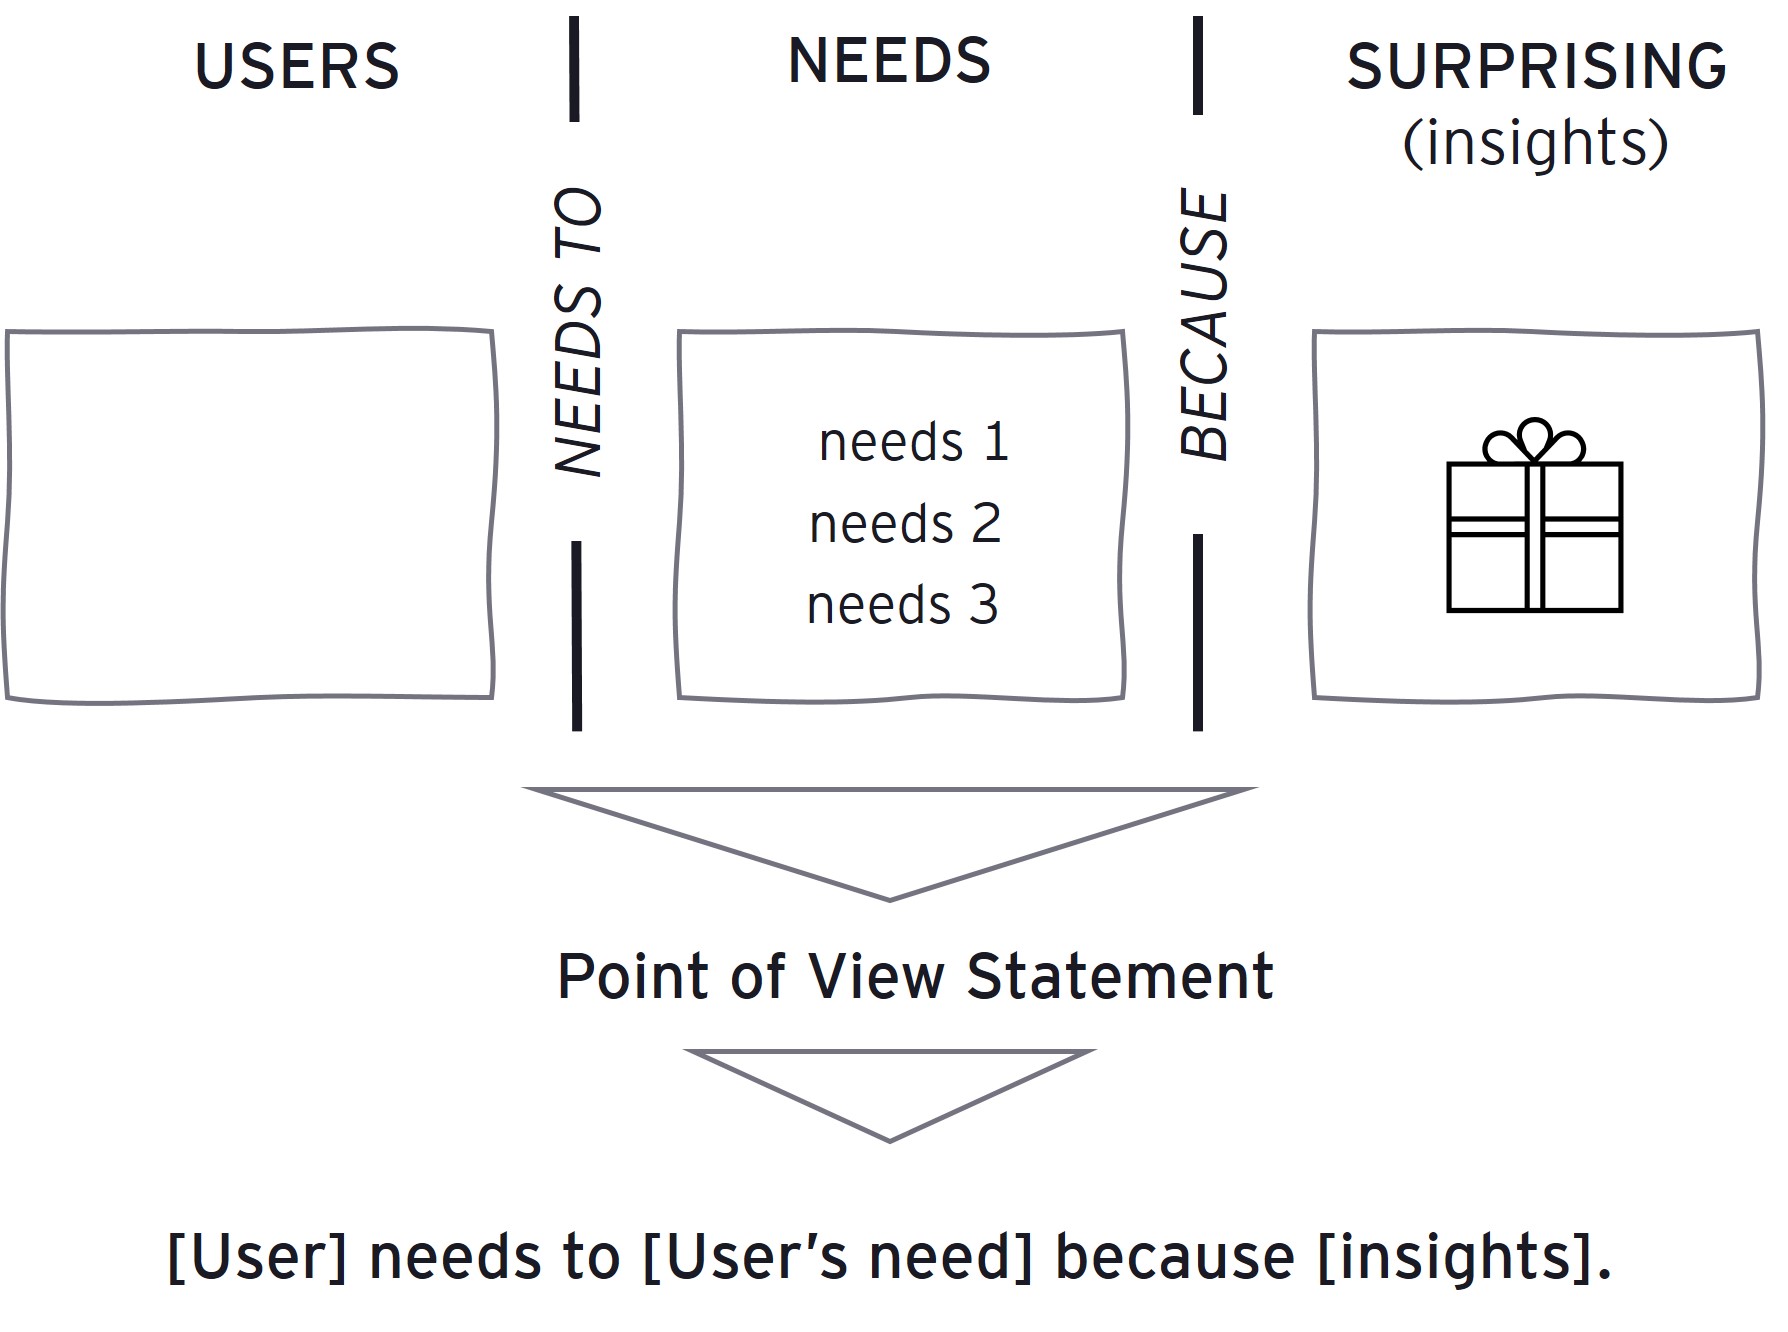 USERS
NEEDS TO
NEEDS
BECAUSE
SURPRISING
(insights)
needs 1
needs 2
needs 3
Point of View Statement
[User] needs to [User's need] because [insights].